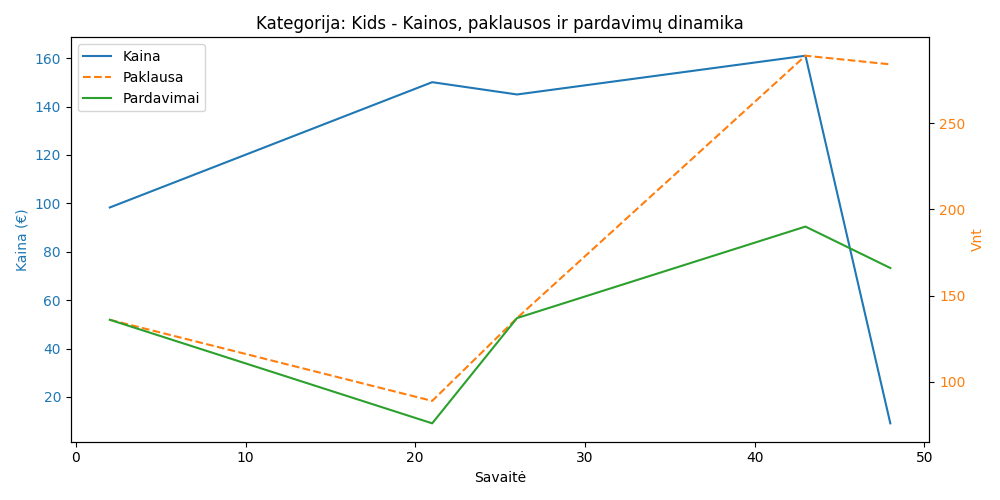 Kategorija: Kids - Kainos, paklausos ir pardavimų dinamika
Kaina
Paklausa
Pardavimai
160
140
120
100
80
60
40
20
Kaina (€)
250
200
150
100
Vnt
0 10 20 30 40 50
Savaitė